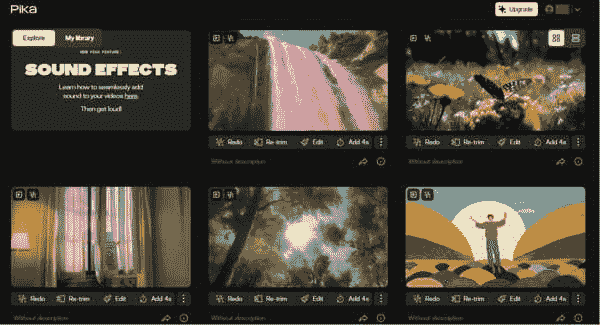 Pika
Upgrade
Explore
My library
NEW PIKA FEATURE:
SOUND EFFECTS
Learn how to seamlessly add
sound to your videos here.
Then get loud!
Redo Re-trim Edit Add 4s
Without description
Redo Re-trim Edit Add 4s
Without description
Redo Re-trim Edit Add 4s
Without description
Redo Re-trim Edit Add 4s
Without description
Redo Re-trim Edit Add 4s
Without description